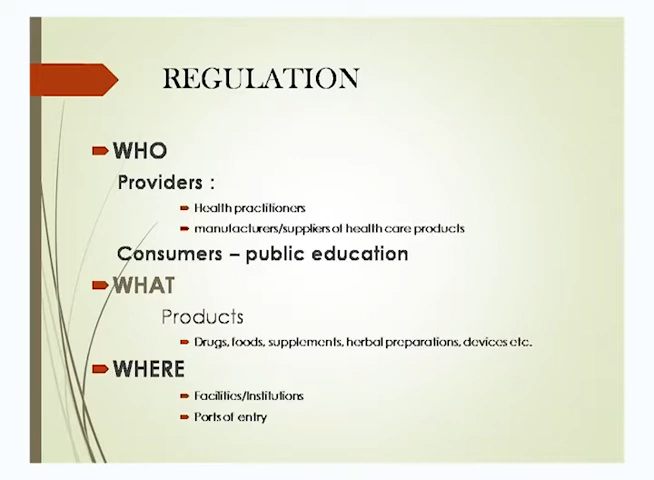 REGULATION
WHO
Providers :
Health practitioners
manufacturers/suppliers of health care products
Consumers – public education
WHAT
Products
Drugs, foods, supplements, herbal preparations, devices etc.
WHERE
Facilities/Institutions
Ports of entry